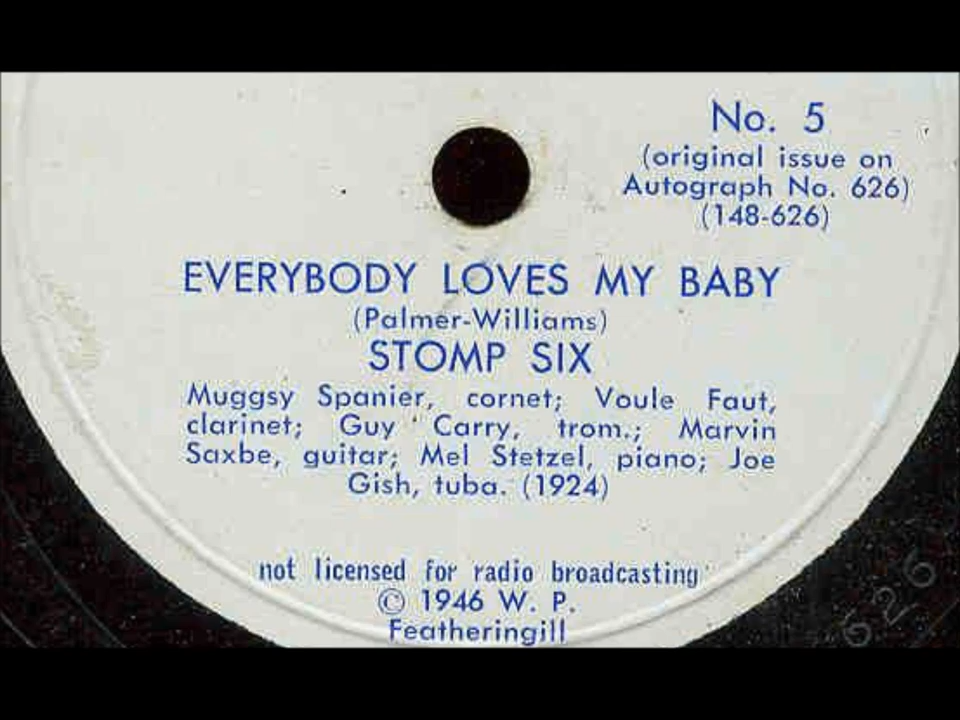 No. 5
(original issue on
Autograph No. 626)
(148-626)
EVERYBODY LOVES MY BABY
(Palmer-Williams)
STOMP SIX
Muggsy Spanier, cornet; Voule Faut,
clarinet; Guy Carry, trom.; Marvin
Saxbe, guitar; Mel Stetzel, piano; Joe
Gish, tuba. (1924)
not licensed for radio broadcasting
© 1946 W. P.
Featheringill
626